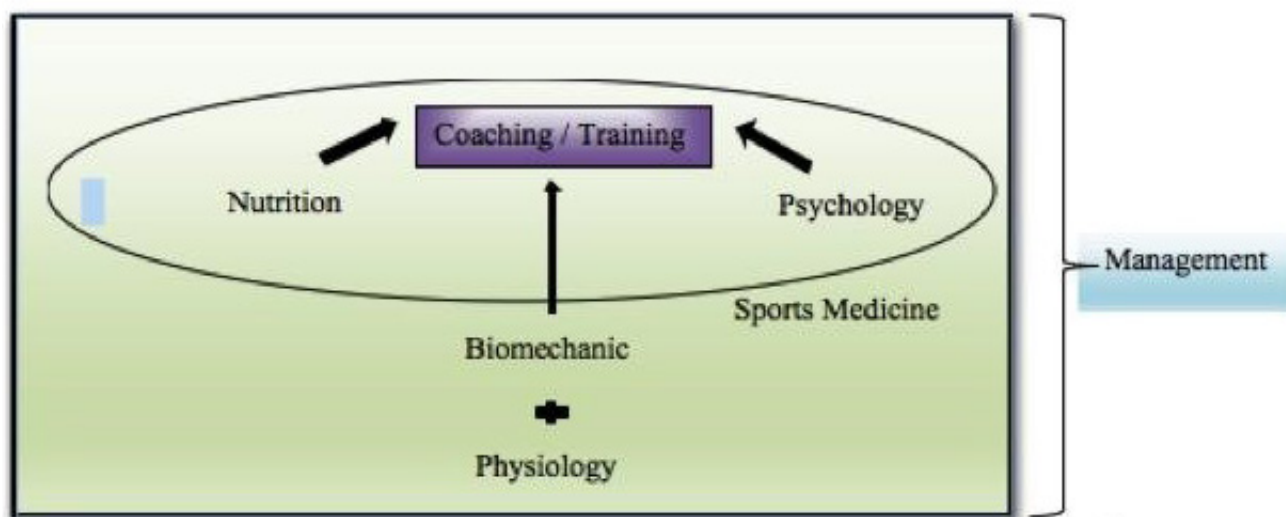 Coaching / Training
Nutrition
Psychology
Management
Sports Medicine
Biomechanic
Physiology